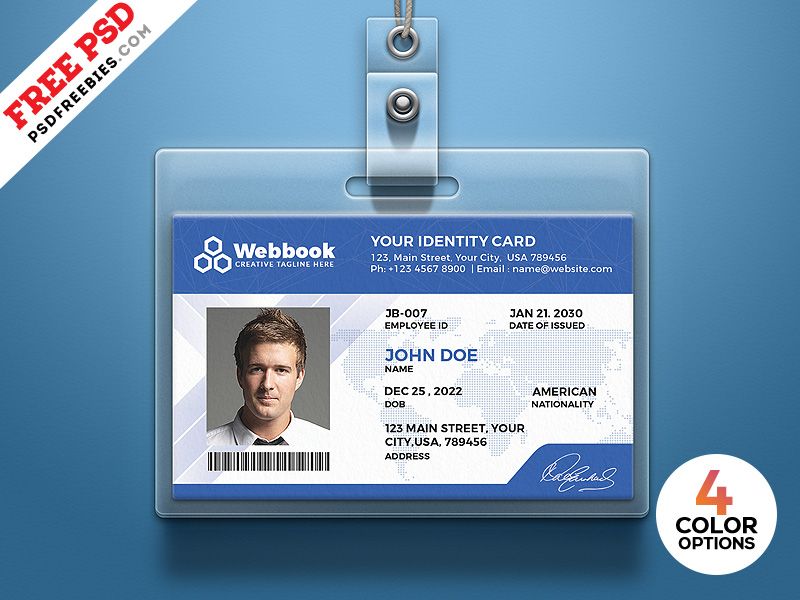 FREE PSD
PSDFREEBIES.COM
Webbook
CREATIVE TAGLINE HERE
YOUR IDENTITY CARD
123, Main Street, Your City, USA 789456
Ph: +123 4567 8900 | Email : name@website.com
JB-007
EMPLOYEE ID
JAN 21. 2030
DATE OF ISSUED
JOHN DOE
NAME
DEC 25 , 2022
DOB
AMERICAN
NATIONALITY
123 MAIN STREET, YOUR
CITY,USA, 789456
ADDRESS
4
COLOR
OPTIONS